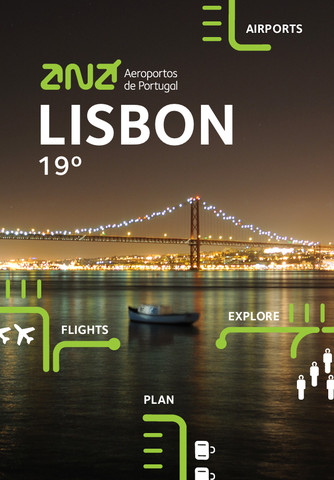 AIRPORTS
ana Aeroportos
de Portugal
LISBON
19º
FLIGHTS
EXPLORE
PLAN